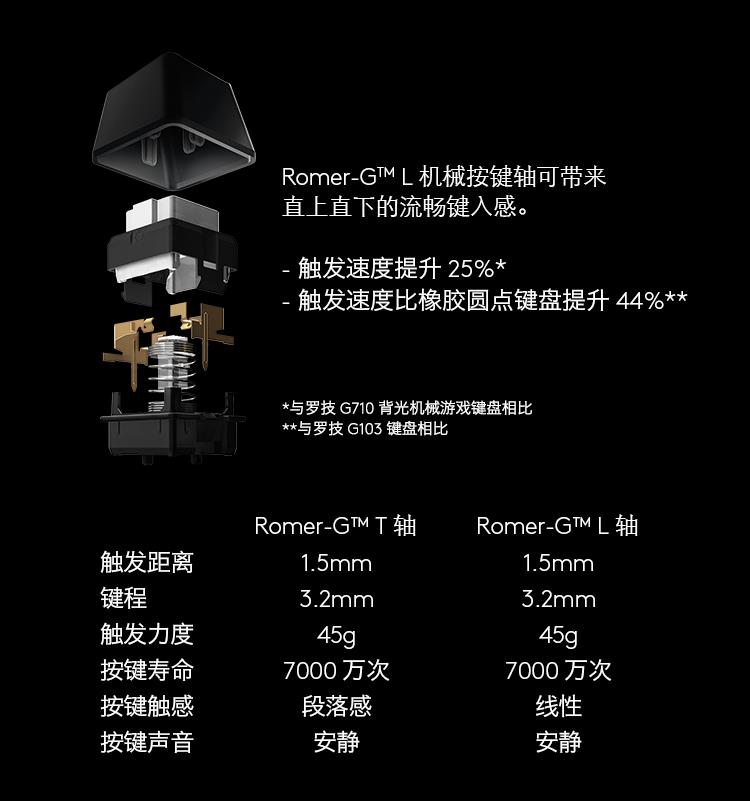 Romer-G™ L 机械按键轴可带来
直上直下的流畅键入感。
- 触发速度提升 25%*
- 触发速度比橡胶圆点键盘提升 44%**
*与罗技 G710 背光机械游戏键盘相比
**与罗技 G103 键盘相比
Romer-G™ T 轴 Romer-G™ L 轴
触发距离 1.5mm 1.5mm
键程 3.2mm 3.2mm
触发力度 45g 45g
按键寿命 7000 万次 7000 万次
按键触感 段落感 线性
按键声音 安静 安静